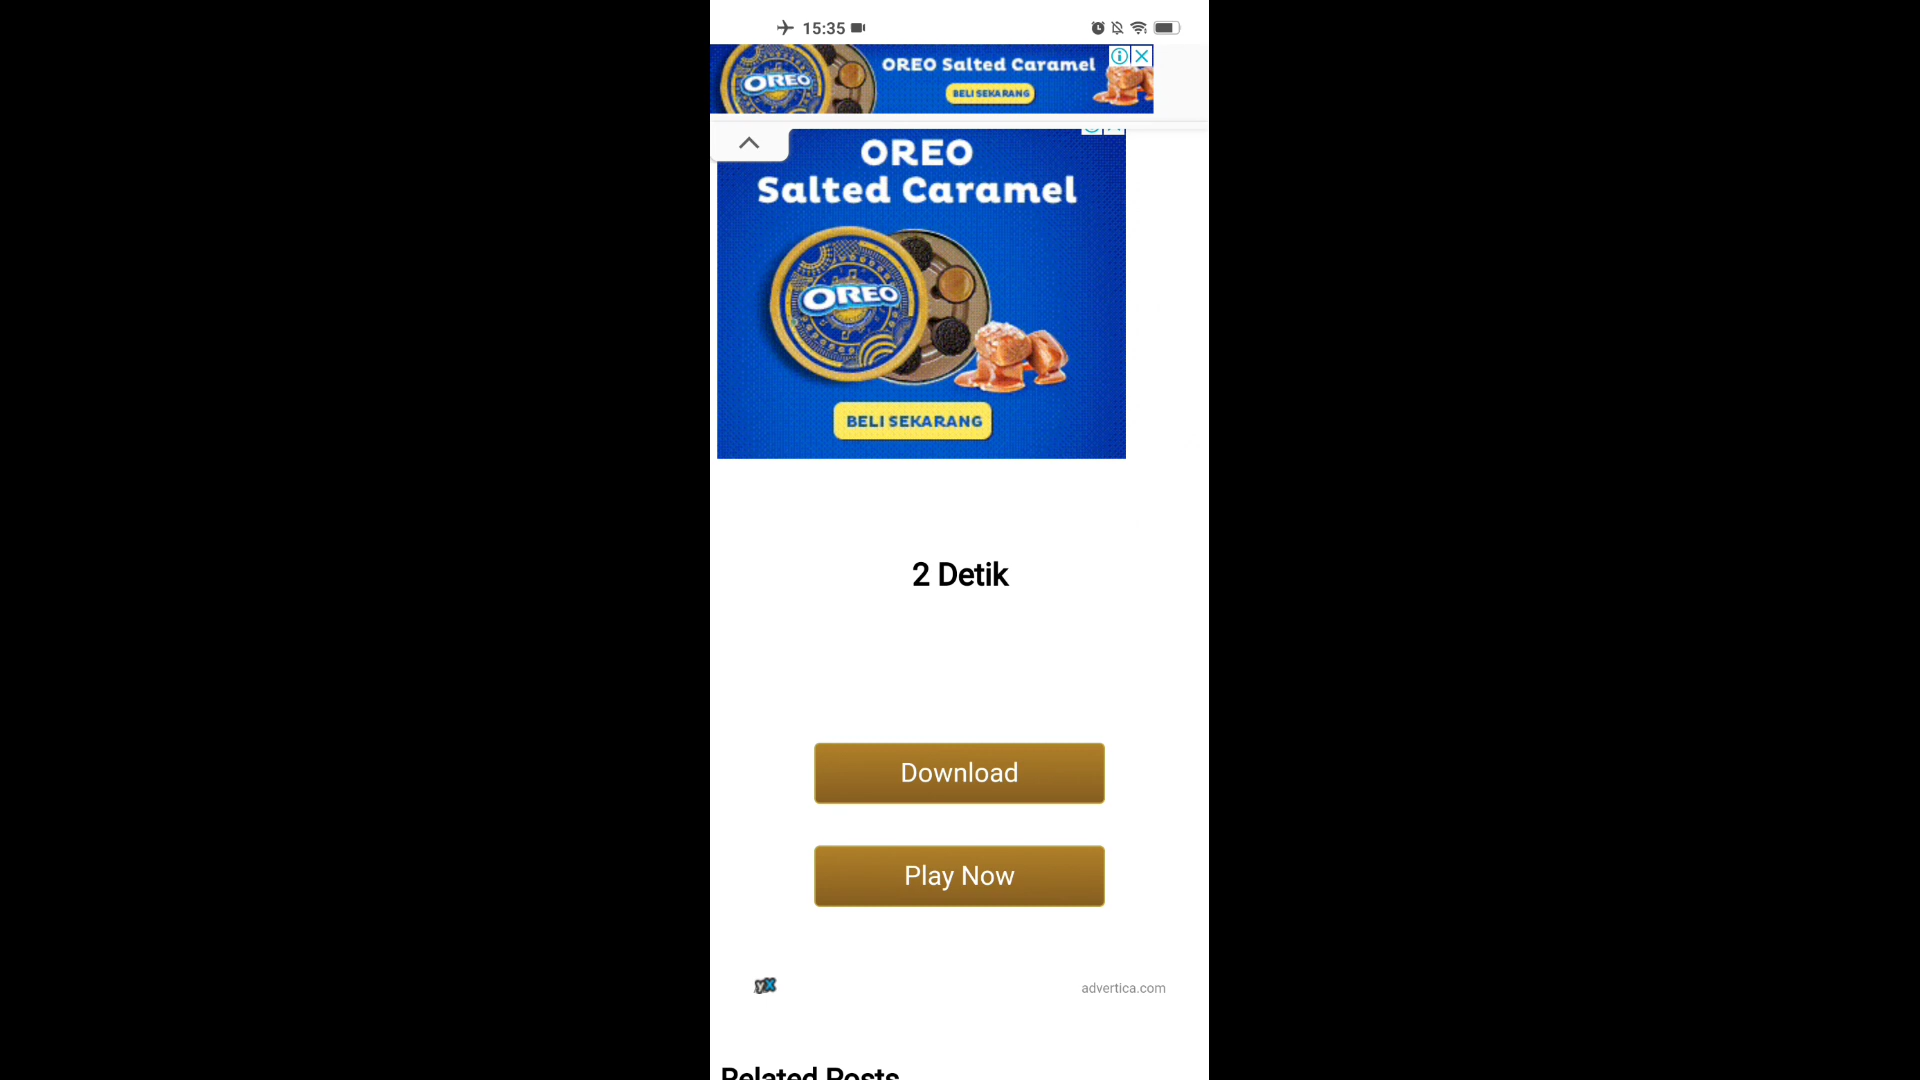 15:35
OREO Salted Caramel
OREO
BELI SEKARANG
OREO
Salted Caramel
OREO
BELI SEKARANG
2 Detik
Download
Play Now
yx
advertica.com
Related Posts